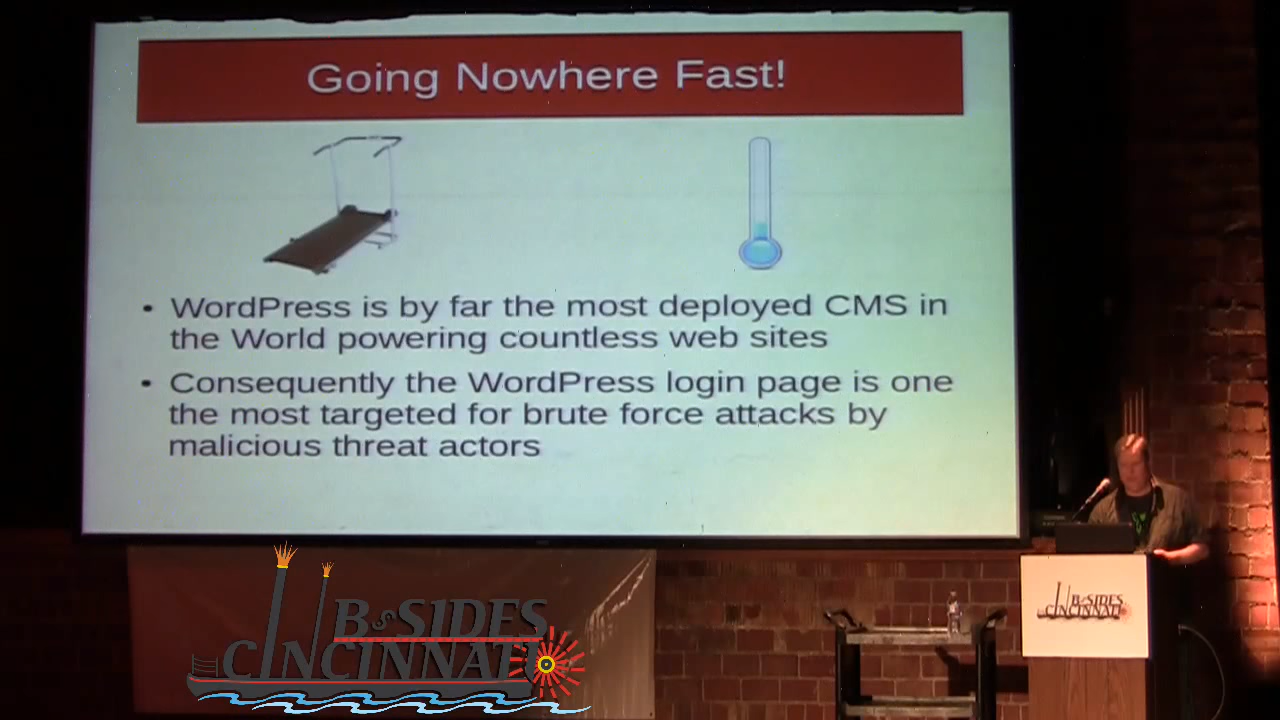 Going Nowhere Fast!
• WordPress is by far the most deployed CMS in
the World powering countless web sites
• Consequently the WordPress login page is one
the most targeted for brute force attacks by
malicious threat actors
BSIDES
CINCINNATI
BSIDES
CINCINNATI